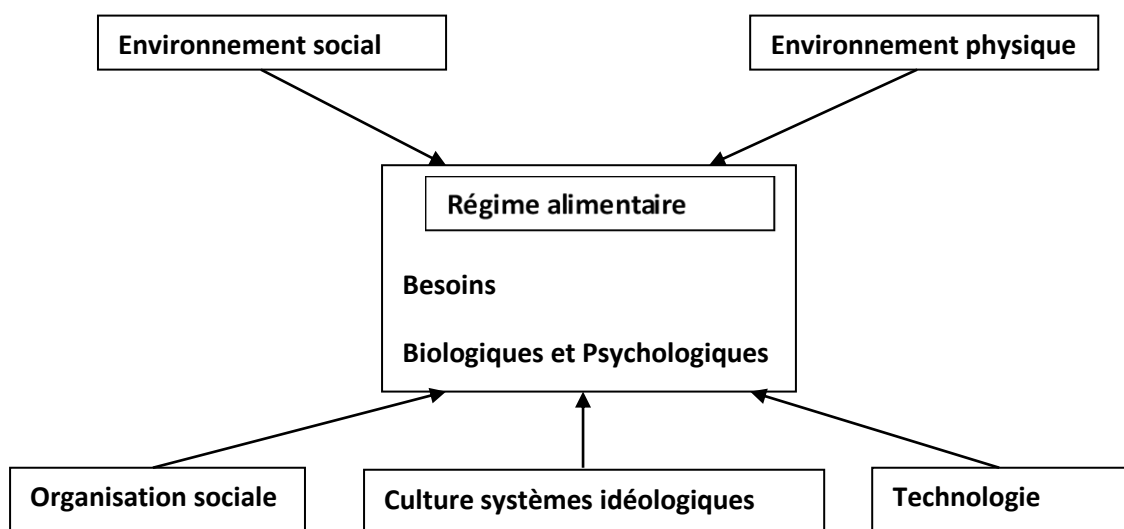 Environnement social
Environnement physique
Régime alimentaire
Besoins
Biologiques et Psychologiques
Organisation sociale
Culture systèmes idéologiques
Technologie